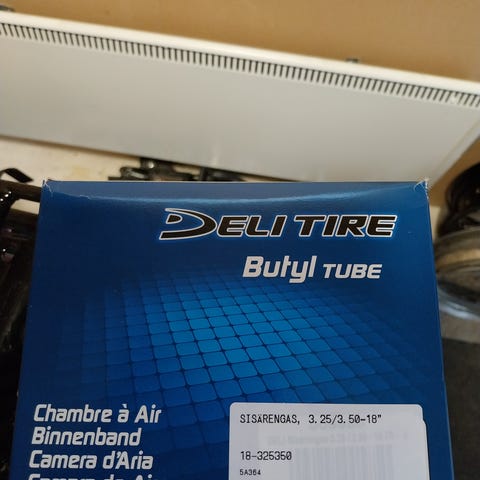 DELI TIRE
Butyl TUBE
Chambre à Air
Binnenband
Camera d'Aria
SISÄRENGAS, 3.25/3.50-18"
18-325350
5A364